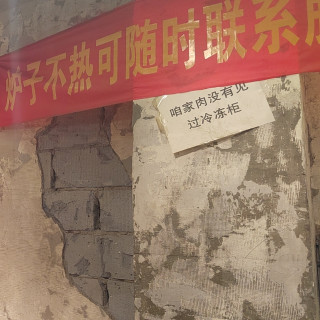 炉子不热可随时联系服
咱家肉没有见
过冷冻柜